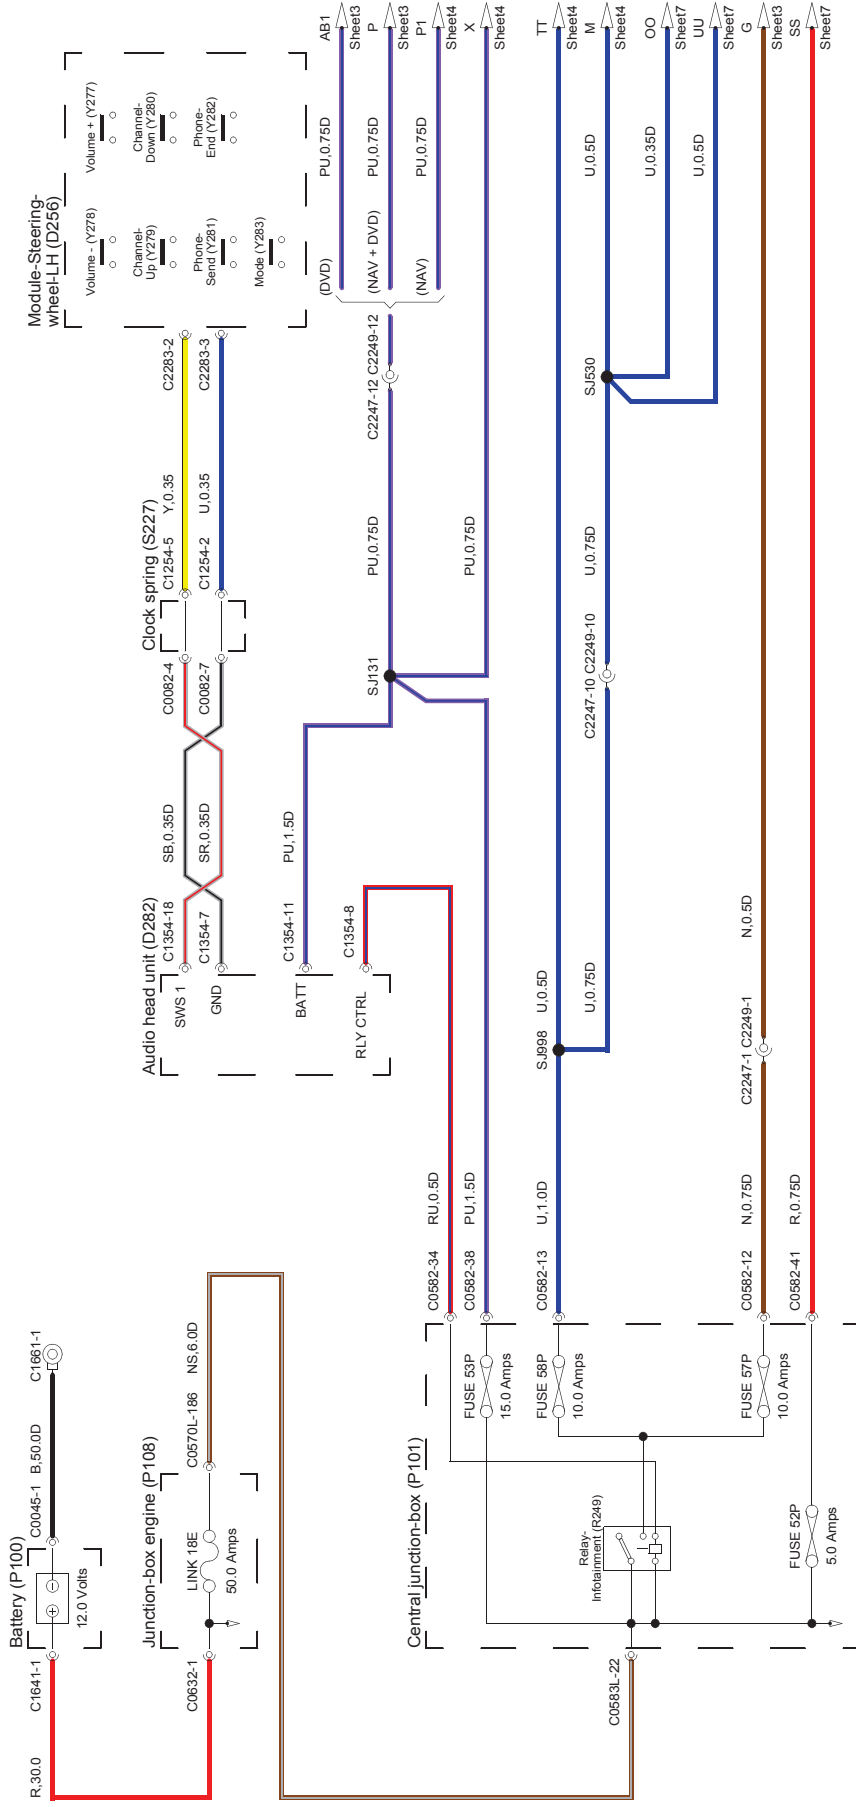 Battery (P100)
C1641-1
R,30.0
12.0 Volts
C0045-1
B,50.0D
C1661-1
Junction-box engine (P108)
C0632-1
LINK 18E
50.0 Amps
C0570L-186
NS,6.0D
Audio head unit (D282)
SWS 1
GND
BATT
RLY CTRL
C1354-18
C1354-7
C1354-11
C1354-8
SB,0.35D
SR,0.35D
PU,1.5D
C0082-4
C0082-7
Clock spring (S227)
C1254-5
C1254-2
Y,0.35
U,0.35
C2283-2
C2283-3
Module-Steering-
wheel-LH (D256)
Volume - (Y278)
Volume + (Y277)
Channel-
Up (Y279)
Channel-
Down (Y280)
Phone-
Send (Y281)
Phone-
End (Y282)
Mode (Y283)
SJ131
PU,0.75D
C2247-12
C2249-12
(DVD)
(NAV + DVD)
(NAV)
PU,0.75D
PU,0.75D
PU,0.75D
AB1
Sheet3
P
Sheet3
P1
Sheet4
PU,0.75D
X
Sheet4
Central junction-box (P101)
C0583L-22
Relay-
Infotainment (R249)
FUSE 53P
15.0 Amps
FUSE 58P
10.0 Amps
FUSE 57P
10.0 Amps
FUSE 52P
5.0 Amps
C0582-34
RU,0.5D
C0582-38
PU,1.5D
C0582-13
U,1.0D
SJ998
U,0.5D
TT
Sheet4
U,0.75D
C2247-10
C2249-10
U,0.75D
SJ530
U,0.5D
M
Sheet4
U,0.35D
OO
Sheet7
U,0.5D
UU
Sheet7
C0582-12
N,0.75D
C2247-1
C2249-1
N,0.5D
G
Sheet3
C0582-41
R,0.75D
SS
Sheet7